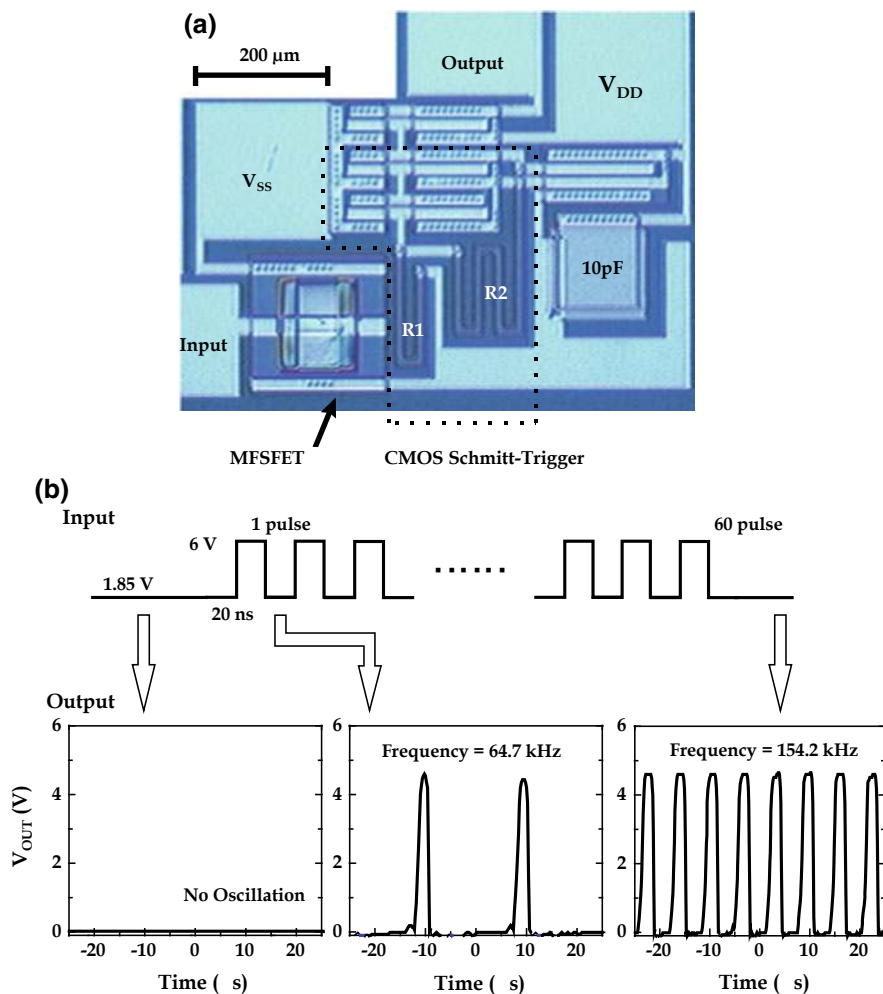 (a)
200 μm
Output
V_DD
V_SS
10pF
R2
R1
Input
MFSFET
CMOS Schmitt-Trigger
(b)
Input
1 pulse
60 pulse
6 V
......
1.85 V
20 ns
Output
V_OUT (V)
6
4
2
0
No Oscillation
-20 -10 0 10 20
Time ( s)
6
4
2
0
Frequency = 64.7 kHz
-20 -10 0 10 20
Time ( s)
6
4
2
0
Frequency = 154.2 kHz
-20 -10 0 10 20
Time ( s)